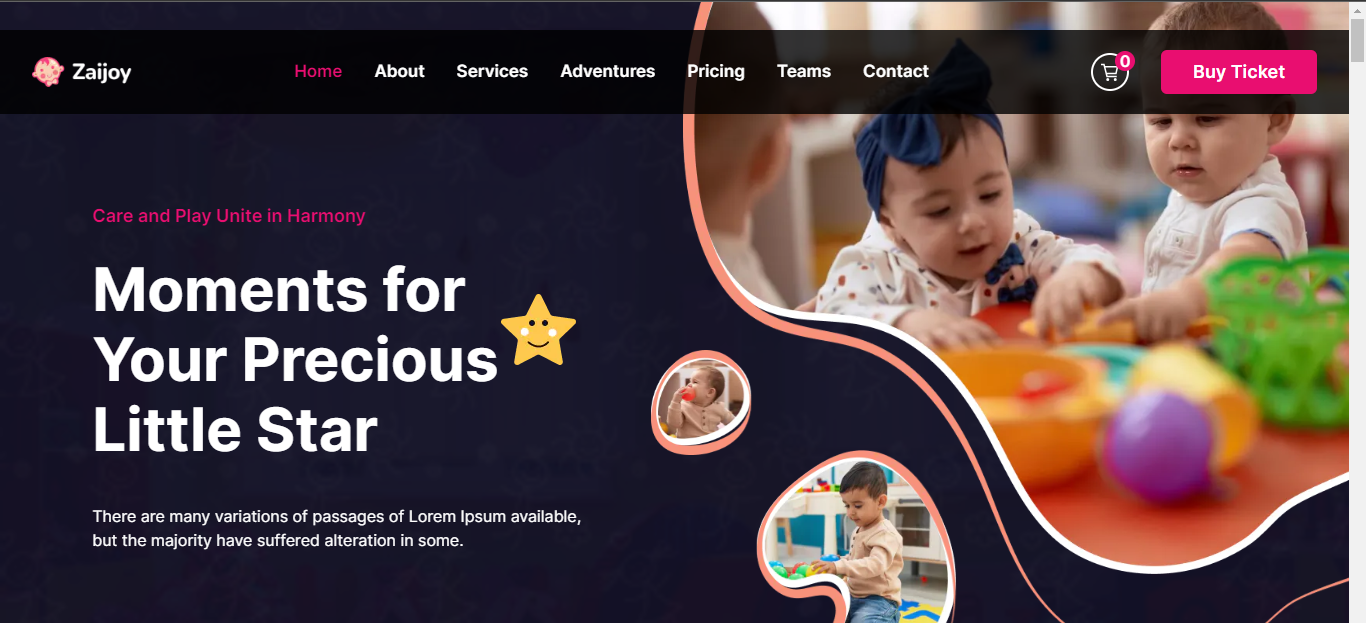 Zaijoy
Home About Services Adventures Pricing Teams Contact
0
Buy Ticket
Care and Play Unite in Harmony
Moments for
Your Precious
Little Star
There are many variations of passages of Lorem Ipsum available,
but the majority have suffered alteration in some.